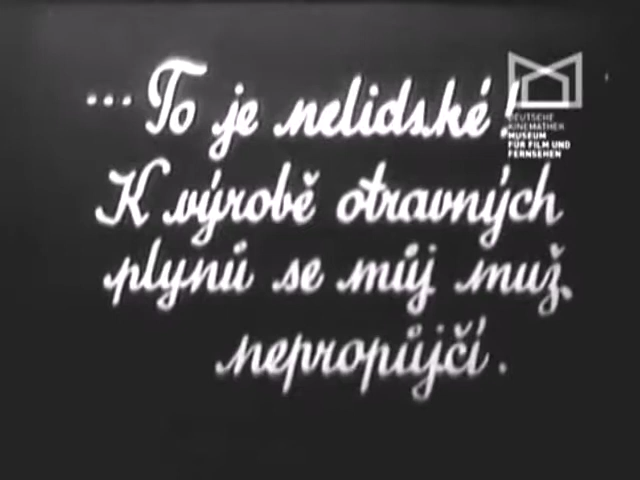 ...To je nelidské!
K výrobě otravných
plynů se můj muž
nepropůjčí.
DEUTSCHE
KINEMATHEK
MUSEUM
FÜR FILM UND
FERNSEHEN